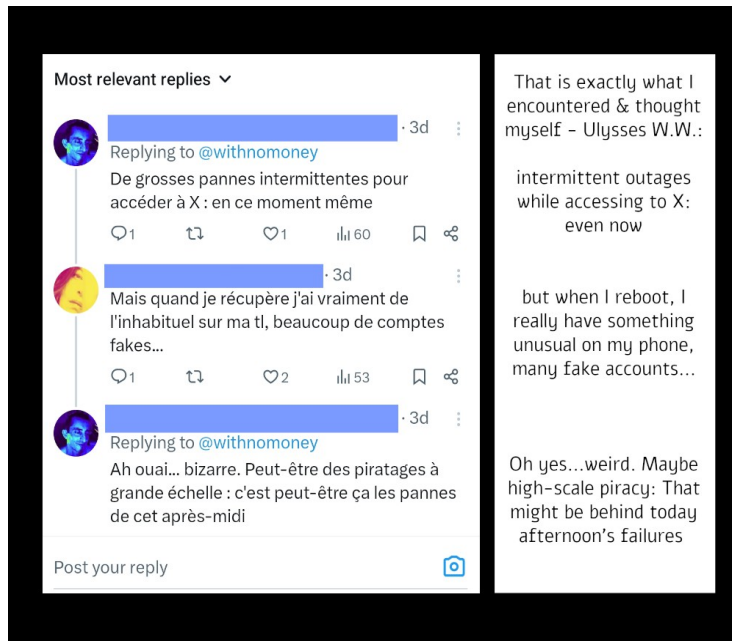 Most relevant replies
· 3d
Replying to @withnomoney
De grosses pannes intermittentes pour
accéder à X : en ce moment même
1 1 60
· 3d
Mais quand je récupère j'ai vraiment de
l'inhabituel sur ma tl, beaucoup de comptes
fakes...
1 2 53
· 3d
Replying to @withnomoney
Ah ouai... bizarre. Peut-être des piratages à
grande échelle : c'est peut-être ça les pannes
de cet après-midi
Post your reply
That is exactly what I
encountered & thought
myself - Ulysses W.W.:
intermittent outages
while accessing to X:
even now
but when I reboot, I
really have something
unusual on my phone,
many fake accounts...
Oh yes...weird. Maybe
high-scale piracy: That
might be behind today
afternoon's failures